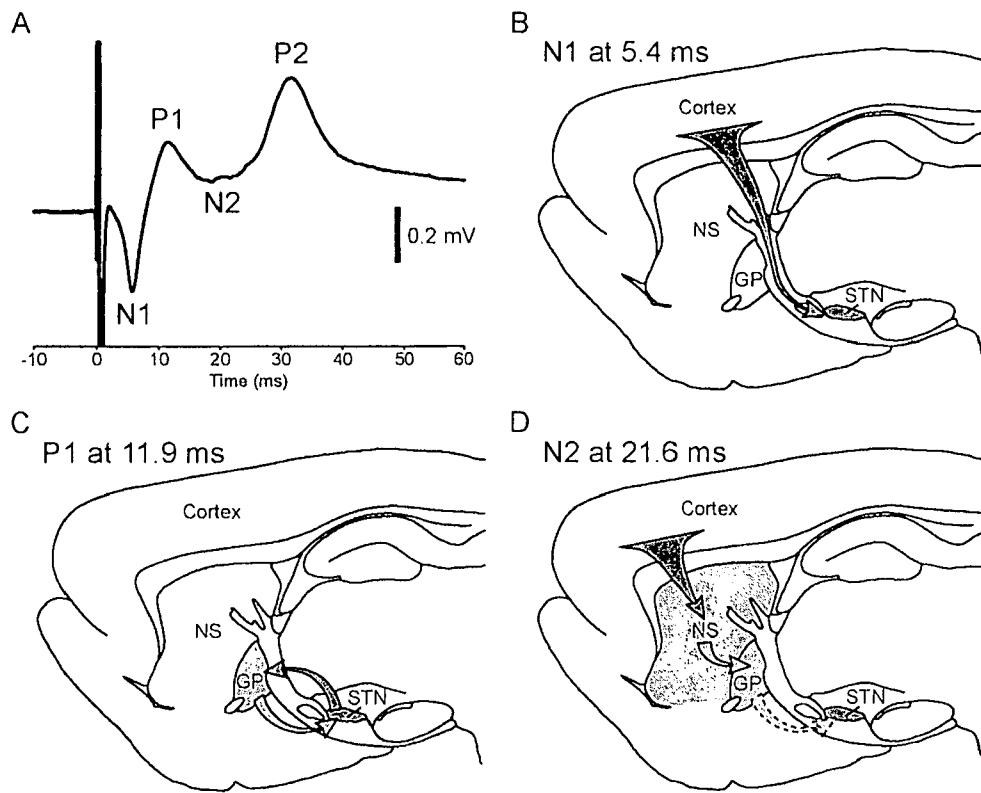 A
P2
P1
N2
N1
0.2 mV
-10 0 10 20 30 40 50 60
Time (ms)
B
N1 at 5.4 ms
Cortex
NS
GP
STN
C
P1 at 11.9 ms
Cortex
NS
GP
STN
D
N2 at 21.6 ms
Cortex
NS
GP
STN